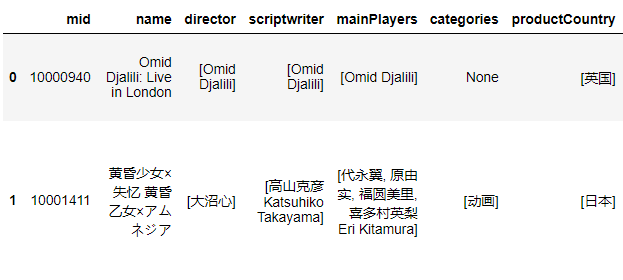 mid name director scriptwriter mainPlayers categories productCountry
0 10000940 Omid Djalili: Live in London [Omid Djalili] [Omid Djalili] [Omid Djalili] None [英国]
1 10001411 黄昏少女×失忆 黄昏乙女×アムネジア [大沼心] [高山克彦 Katsuhiko Takayama] [代永翼, 原由实, 福圆美里, 喜多村英梨 Eri Kitamura] [动画] [日本]